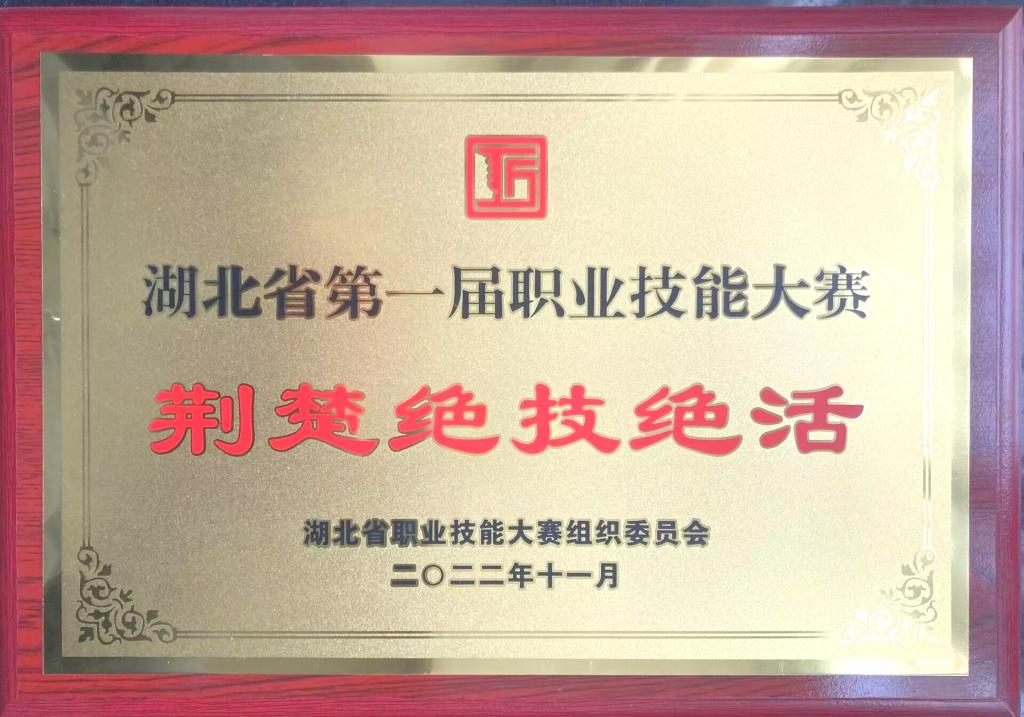 湖北省第一届职业技能大赛
荆楚绝技绝活
湖北省职业技能大赛组织委员会
二〇二二年十一月